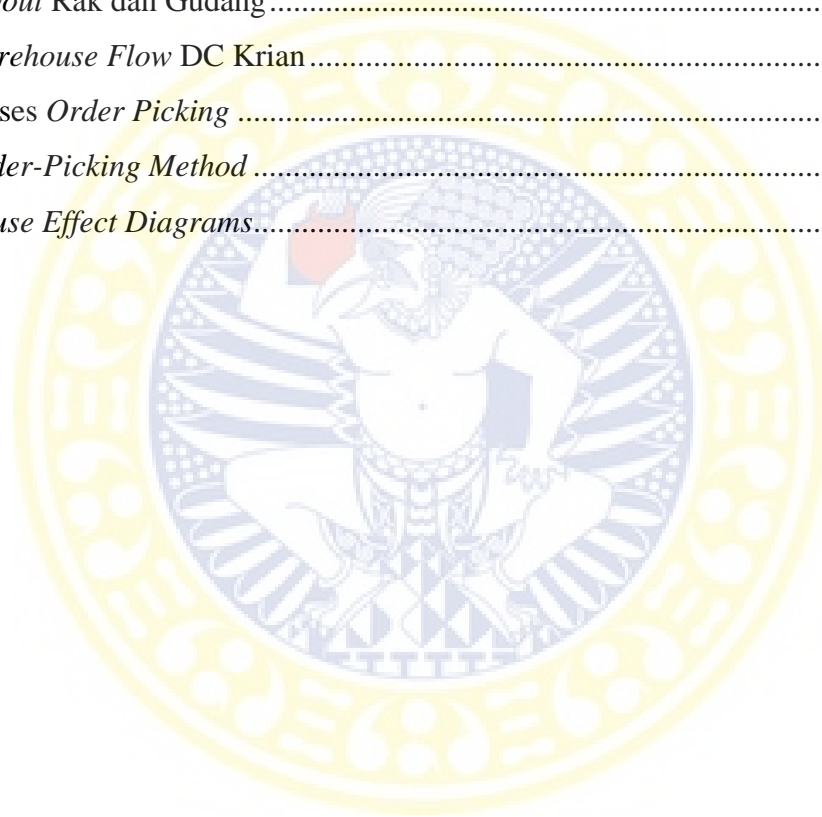 out Rak dan Gudang........................................................................
rehouse Flow DC Krian...................................................................
ses Order Picking ............................................................................
der-Picking Method ..........................................................................
use Effect Diagrams..........................................................................